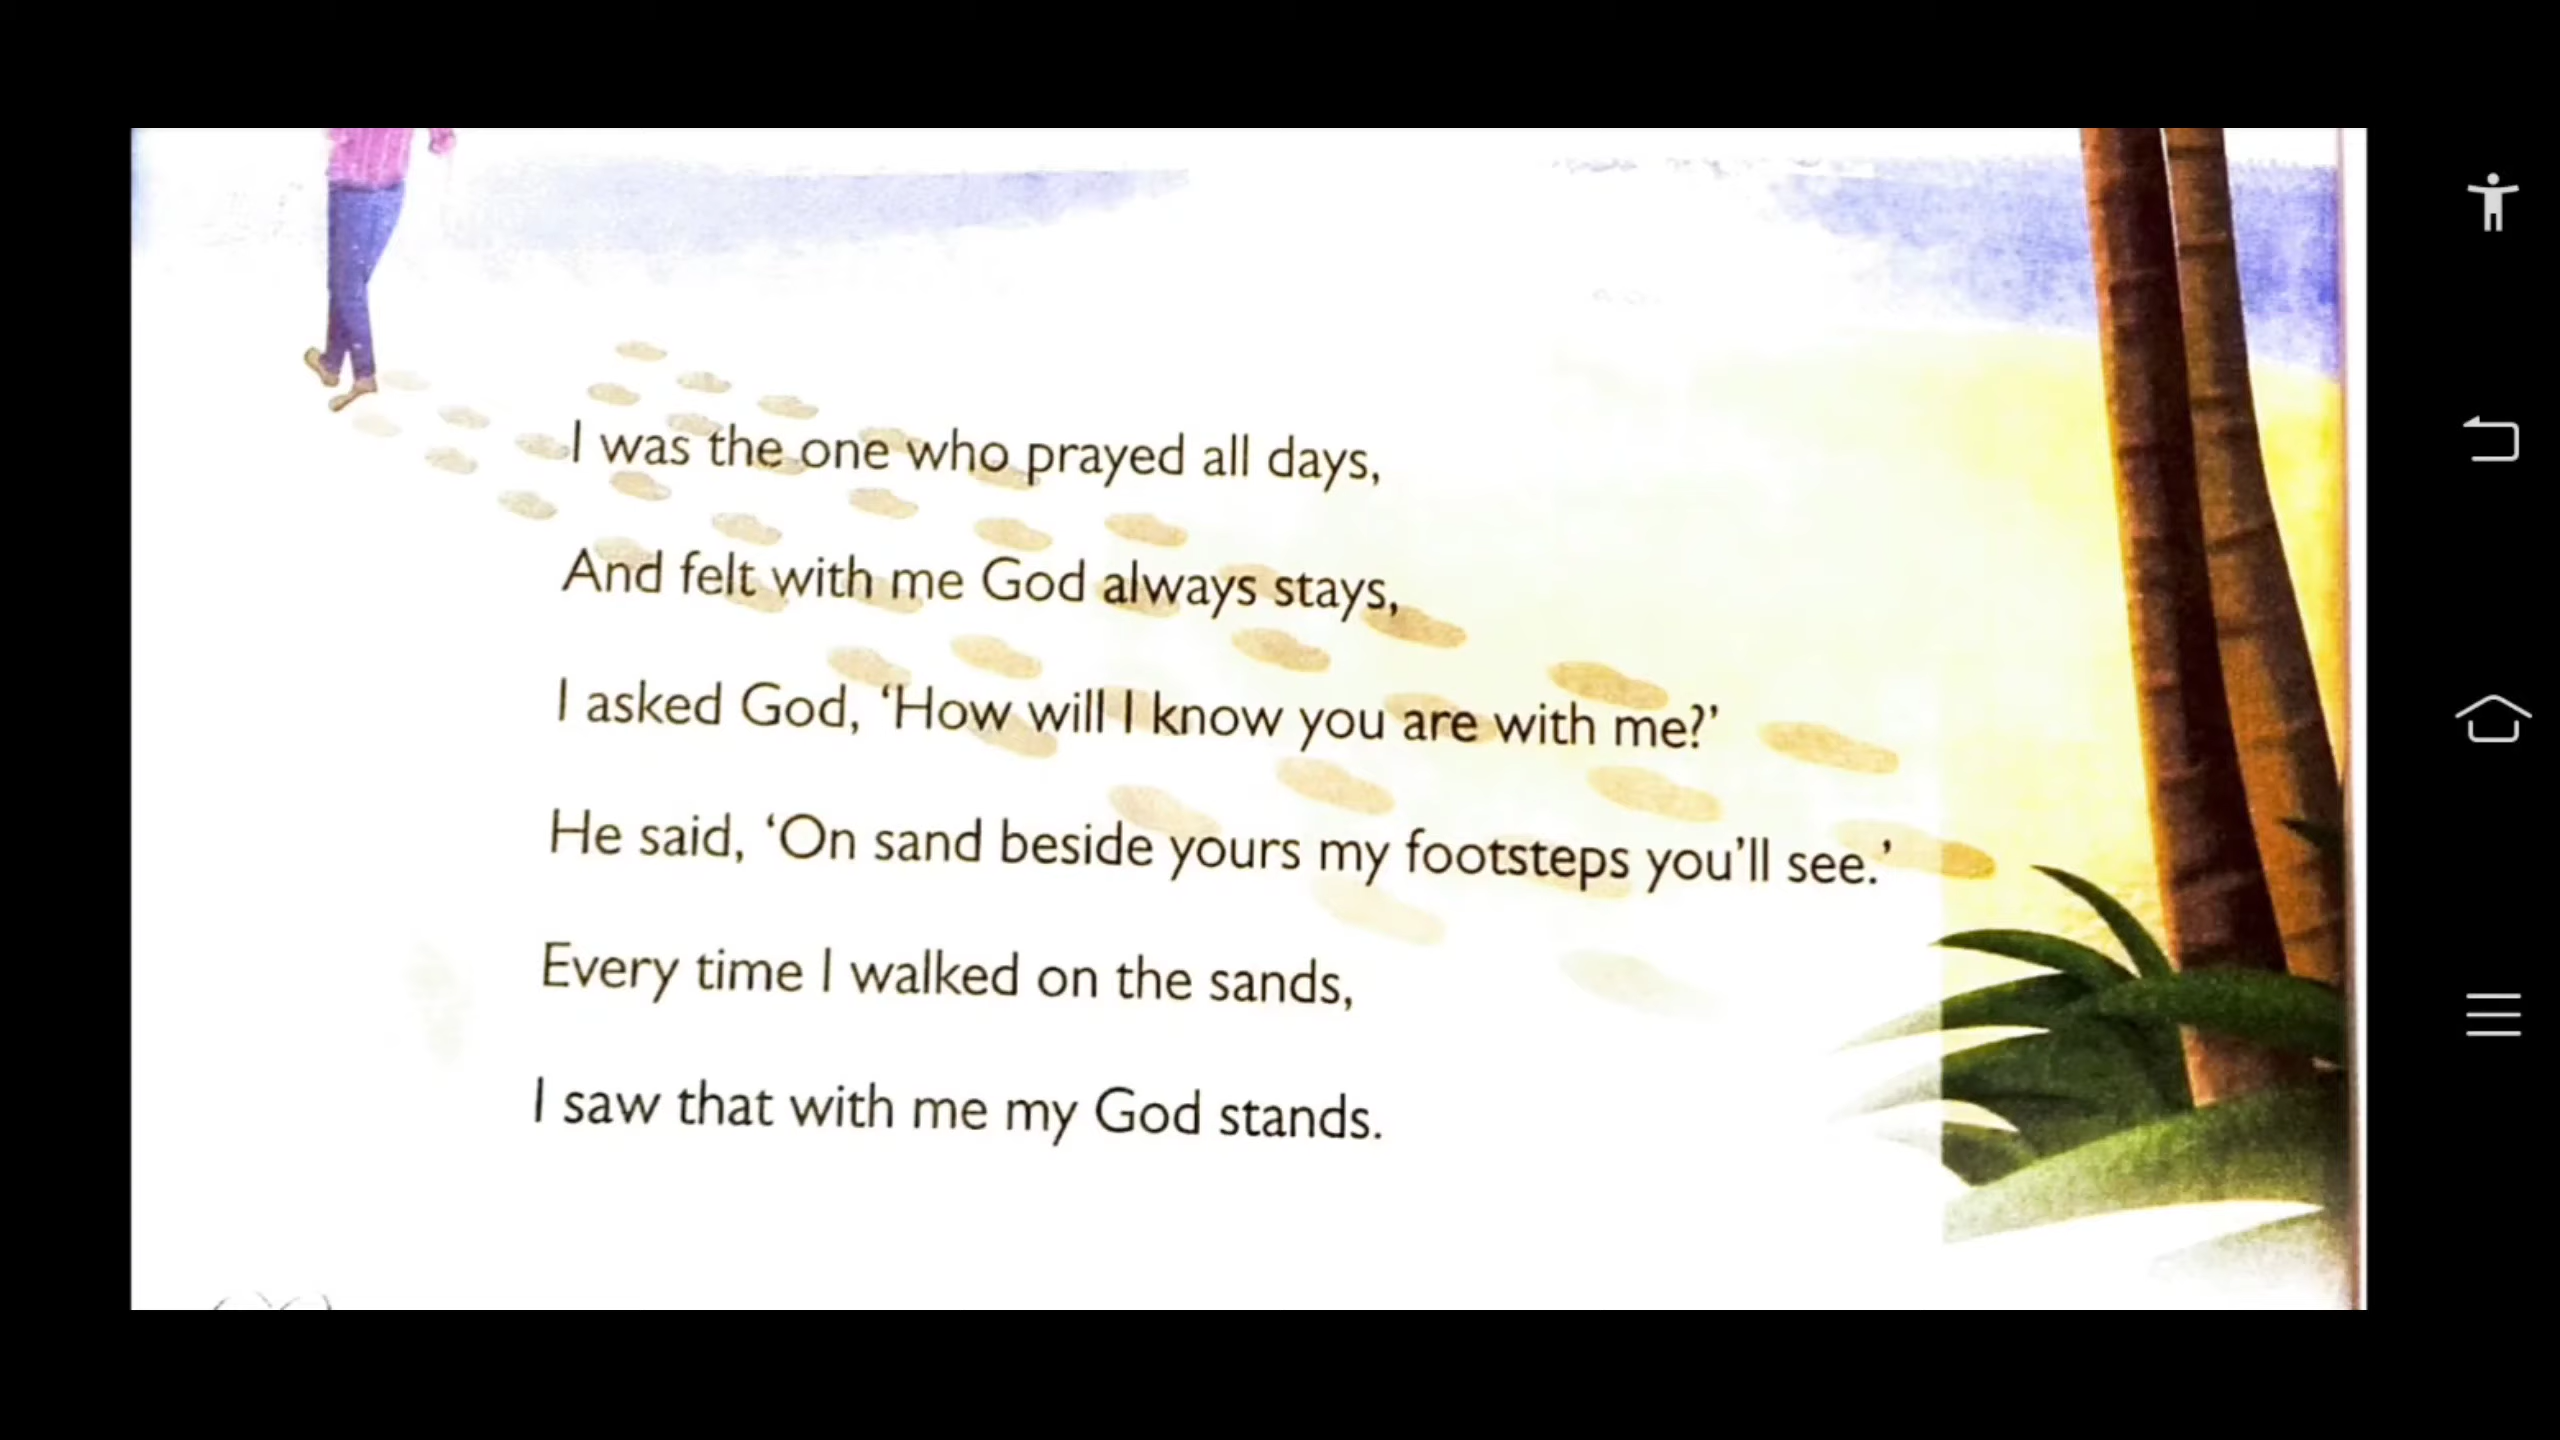 I was the one who prayed all days,
And felt with me God always stays,
I asked God, ‘How will I know you are with me?’
He said, ‘On sand beside yours my footsteps you’ll see.’
Every time I walked on the sands,
I saw that with me my God stands.